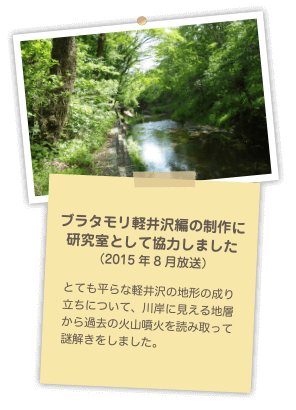 ブラタモリ軽井沢編の制作に
研究室として協力しました
（2015 年 8 月放送）
とても平らな軽井沢の地形の成り
立ちについて、川岸に見える地層
から過去の火山噴火を読み取って
謎解きをしました。